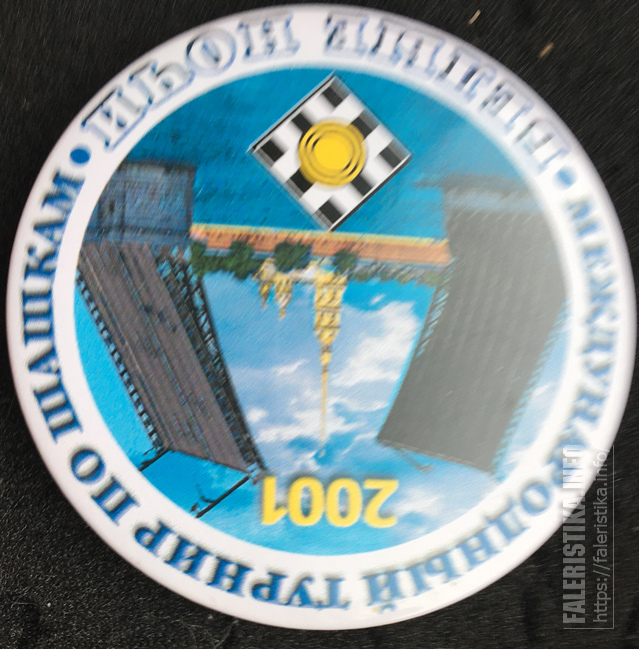 2001
МЕЖДУНАРОДНЫЙ ТУРНИР ПО ШАШКАМ
БЕЛЫЕ НОЧИ
FALERISTIKA.INFO
https://faleristika.info